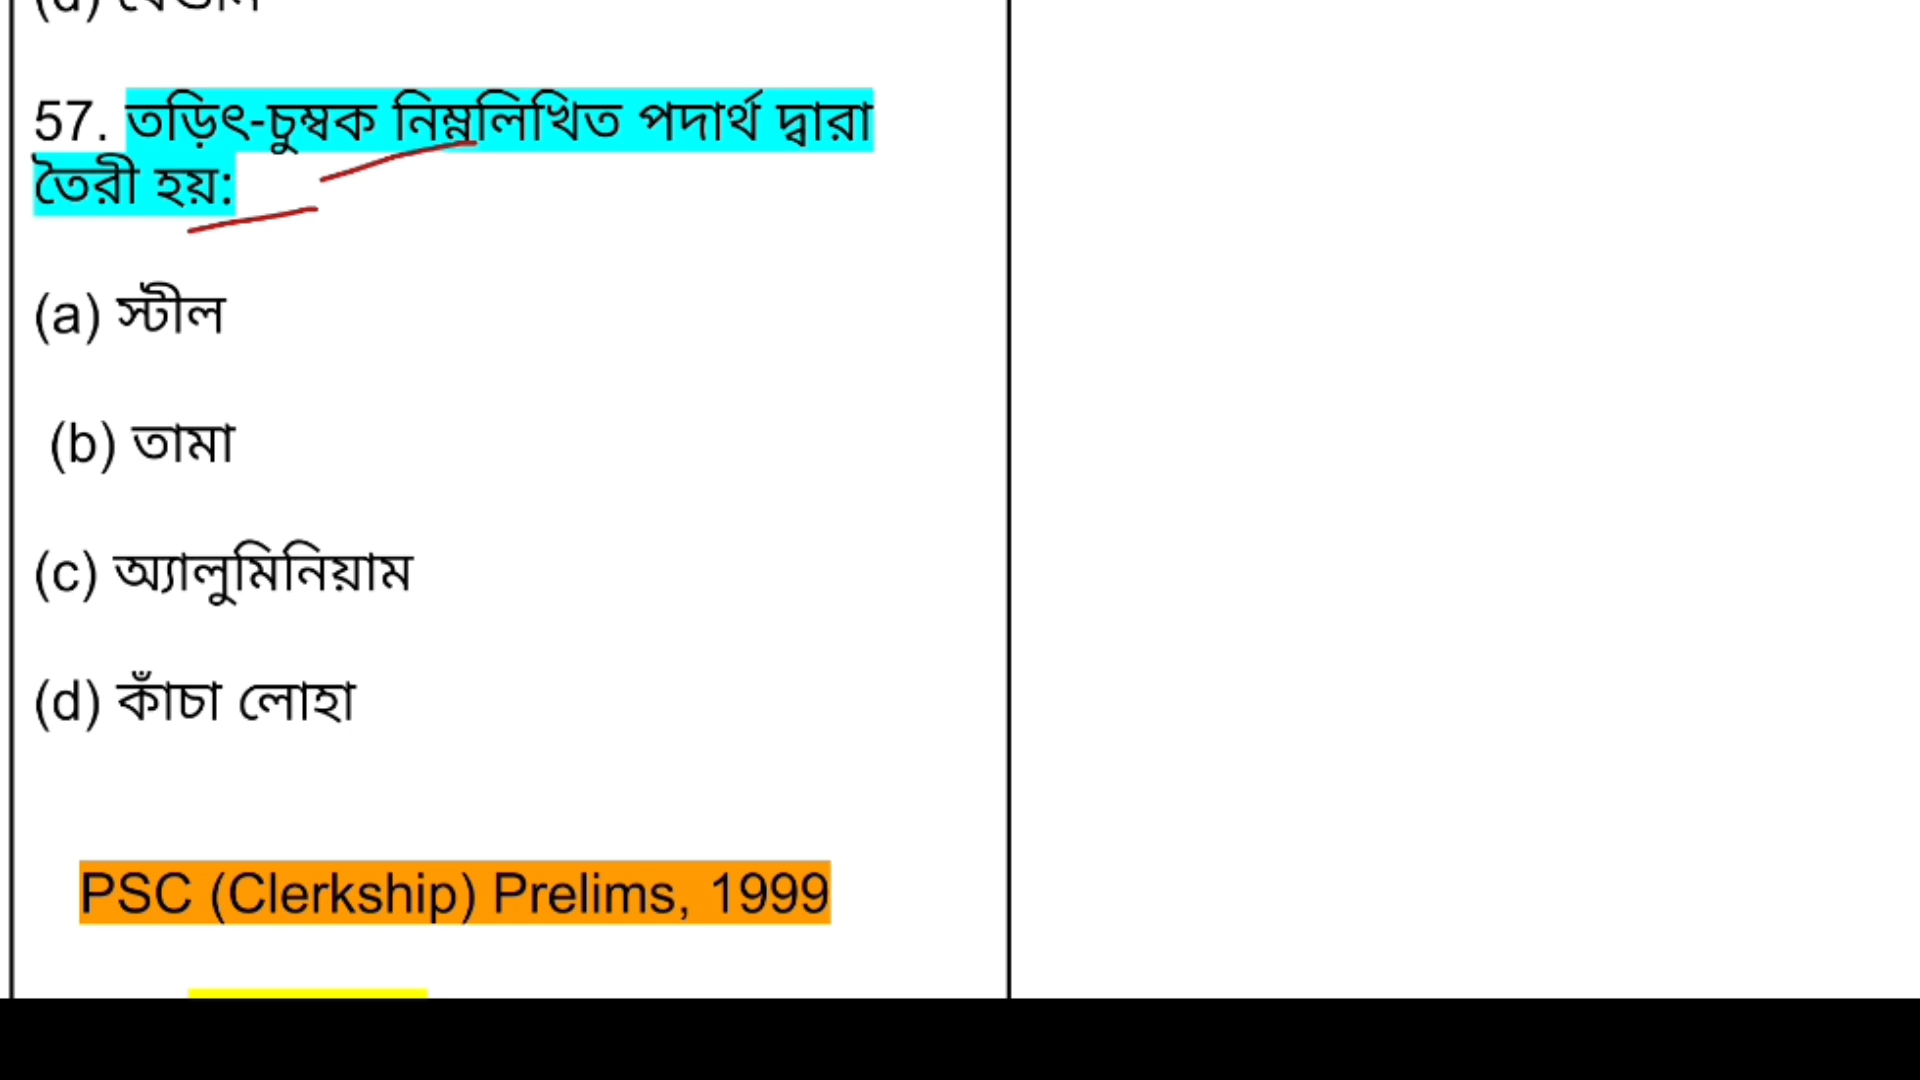 57. তড়িৎ-চুম্বক নিম্নলিখিত পদার্থ দ্বারা
তৈরী হয়:
(a) স্টীল
(b) তামা
(c) অ্যালুমিনিয়াম
(d) কাঁচা লোহা
PSC (Clerkship) Prelims, 1999